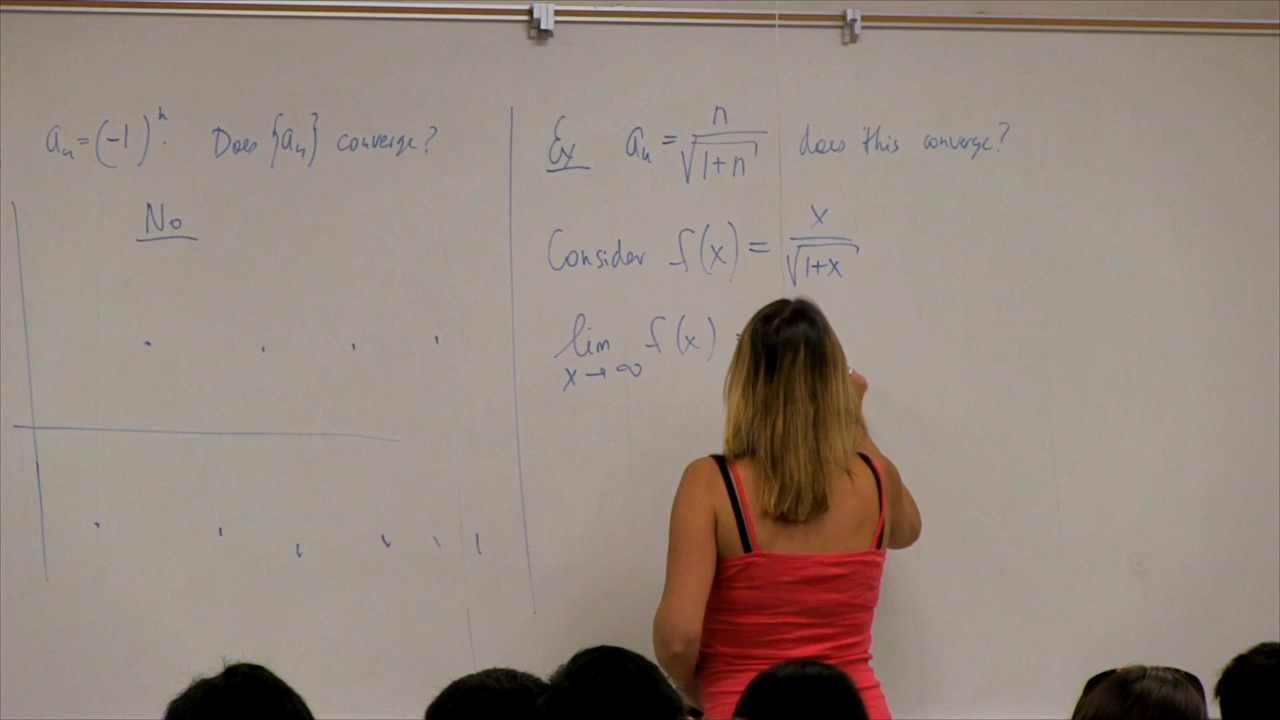 aₙ = (-1)ⁿ. Does {aₙ} converge?
No
Ex aₙ = n/√(1+n) does this converge?
Consider f(x) = x/√(1+x)
lim x→∞ f(x) =